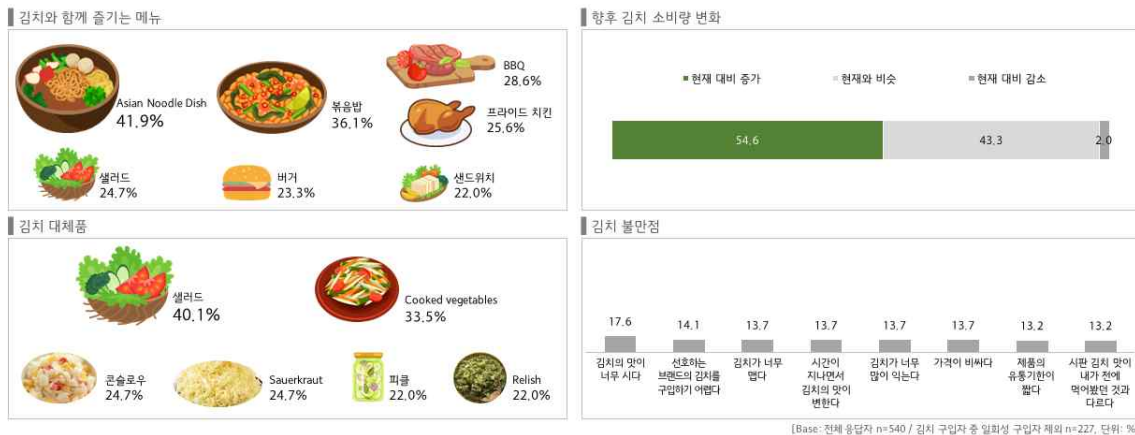 김치와 함께 즐기는 메뉴
Asian Noodle Dish
41.9%
볶음밥
36.1%
BBQ
28.6%
프라이드 치킨
25.6%
샐러드
24.7%
버거
23.3%
샌드위치
22.0%
향후 김치 소비량 변화
현재 대비 증가
현재와 비슷
현재 대비 감소
54.6
43.3
2.0
김치 대체품
샐러드
40.1%
Cooked vegetables
33.5%
콘슬로우
24.7%
Sauerkraut
24.7%
피클
22.0%
Relish
22.0%
김치 불만점
17.6
14.1
13.7
13.7
13.7
13.7
13.2
13.2
김치의 맛이
너무 시다
선호하는
브랜드의 김치를
구입하기 어렵다
김치가 너무
맵다
시간이
지나면서
김치의 맛이
변한다
김치가 너무
많이 익는다
가격이 비싸다
제품의
유통기한이
짧다
시판 김치 맛이
내가 전에
먹어봤던 것과
다르다
[Base: 전체 응답자 n=540 / 김치 구입자 중 일회성 구입자 제외 n=227, 단위: %